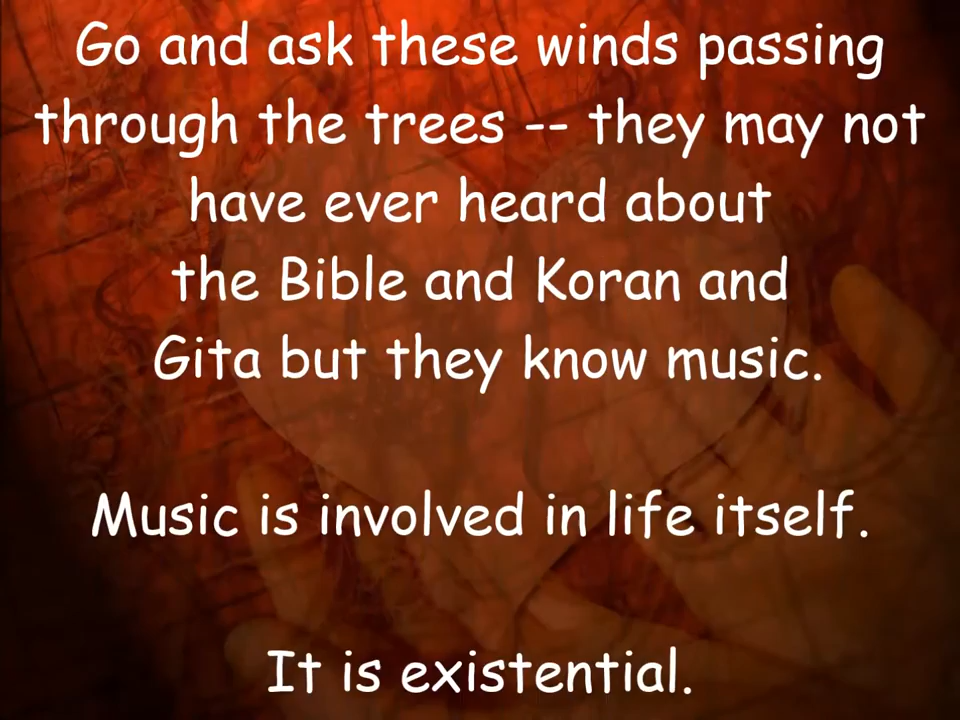 Go and ask these winds passing
through the trees -- they may not
have ever heard about
the Bible and Koran and
Gita but they know music.
Music is involved in life itself.
It is existential.